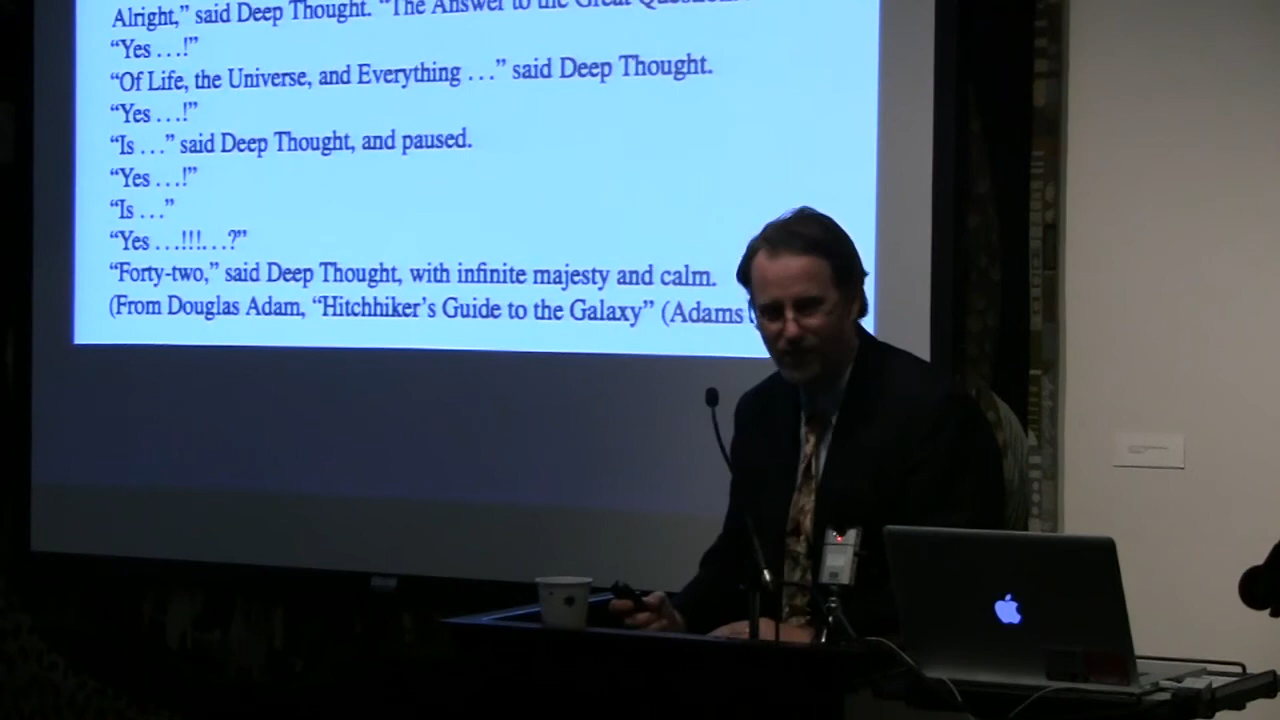 Alright,” said Deep Thought. “The Answer to the Great Question
“Yes . . .!”
“Of Life, the Universe, and Everything . . .” said Deep Thought.
“Yes . . .!”
“Is . . .” said Deep Thought, and paused.
“Yes . . .!”
“Is . . .”
“Yes . . .!!!. . .?”
“Forty-two,” said Deep Thought, with infinite majesty and calm.
(From Douglas Adam, “Hitchhiker’s Guide to the Galaxy” (Adams